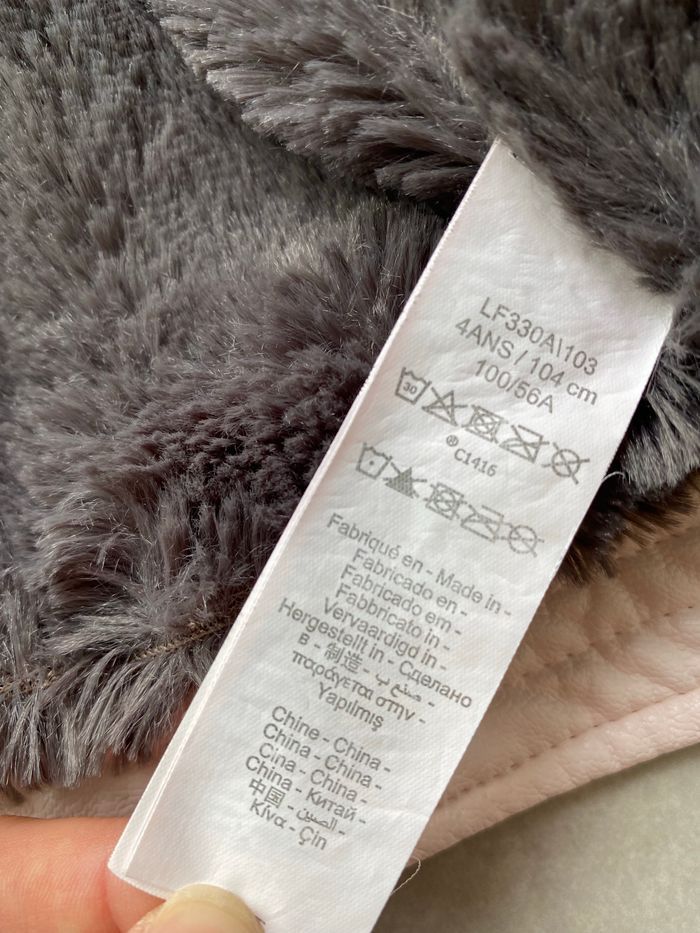 LF330A\103
4ANS / 104 cm
100/56A
30
® C1416
Fabriqué en - Made in -
Fabricado en -
Fabricado em -
Fabbricato in -
Vervaardigd in -
Hergestellt in - Сделано
в - 制造 - صنع ب -
παράγεται στην -
Yapılmış
Chine - China -
China - China -
Cina - China -
China - Китай -
中国 - الصين -
Κίνα - Çin